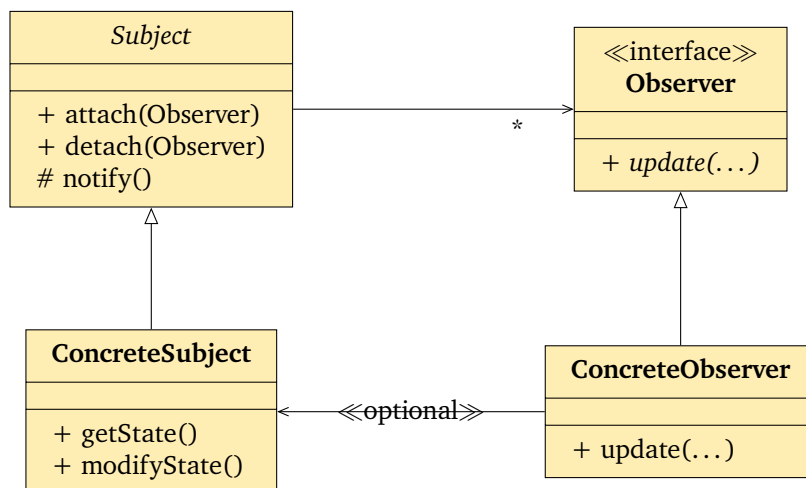 Subject
+ attach(Observer)
+ detach(Observer)
# notify()
*
≪interface≫
Observer
+ update(...)
ConcreteSubject
+ getState()
+ modifyState()
≪optional≫
ConcreteObserver
+ update(...)